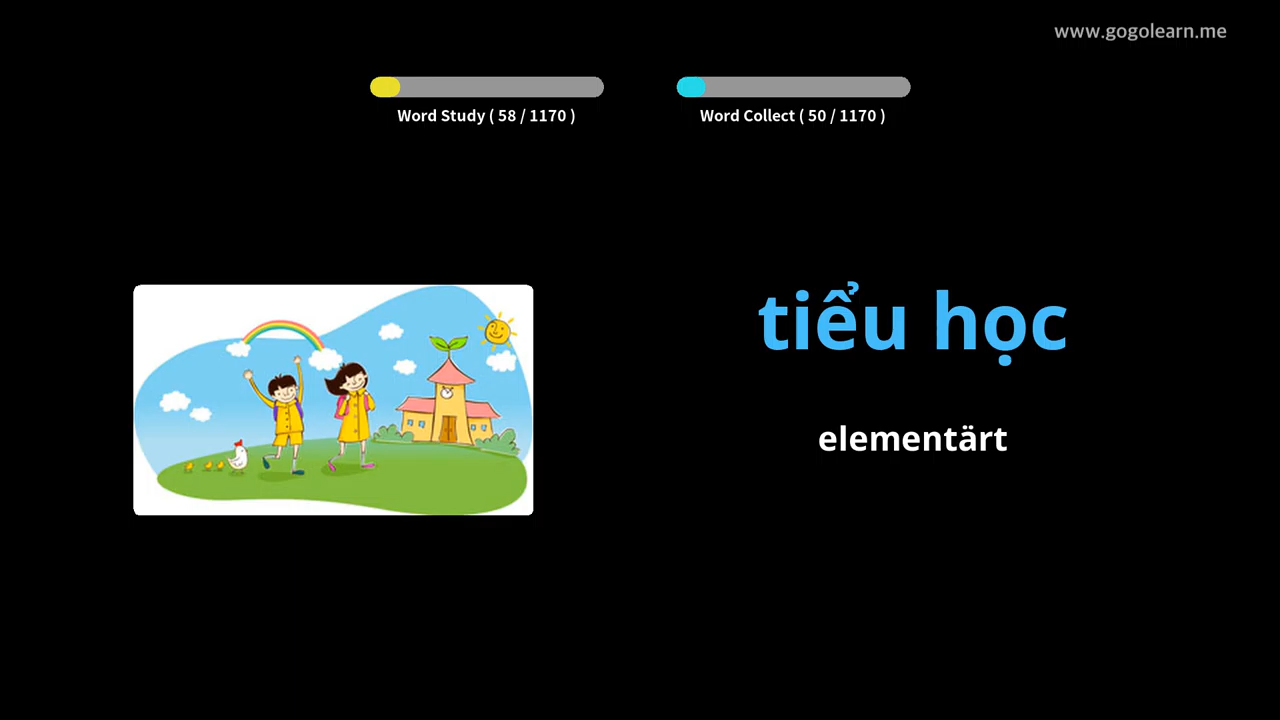 www.gogolearn.me
Word Study ( 58 / 1170 )
Word Collect ( 50 / 1170 )
tiểu học
elementärt